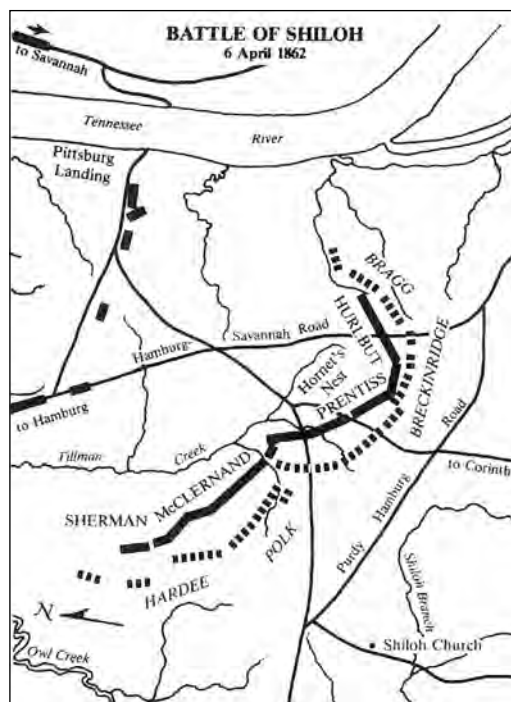 BATTLE OF SHILOH
6 April 1862
to Savannah
Tennessee
River
Pittsburg
Landing
BRAGG
HURLBUT
Savannah Road
Hamburg-
Hornet's
Nest
PRENTISS
BRECKINRIDGE
to Hamburg
Tillman
Creek
Road
to Corinth
McCLERNAND
SHERMAN
Hamburg
POLK
Purdy
HARDEE
Shiloh Branch
N
Shiloh Church
Owl Creek